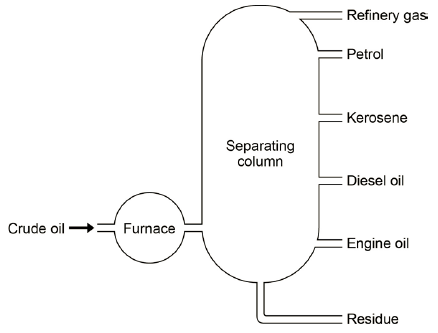 Refinery gas
Petrol
Kerosene
Separating
column
Diesel oil
Crude oil
Furnace
Engine oil
Residue